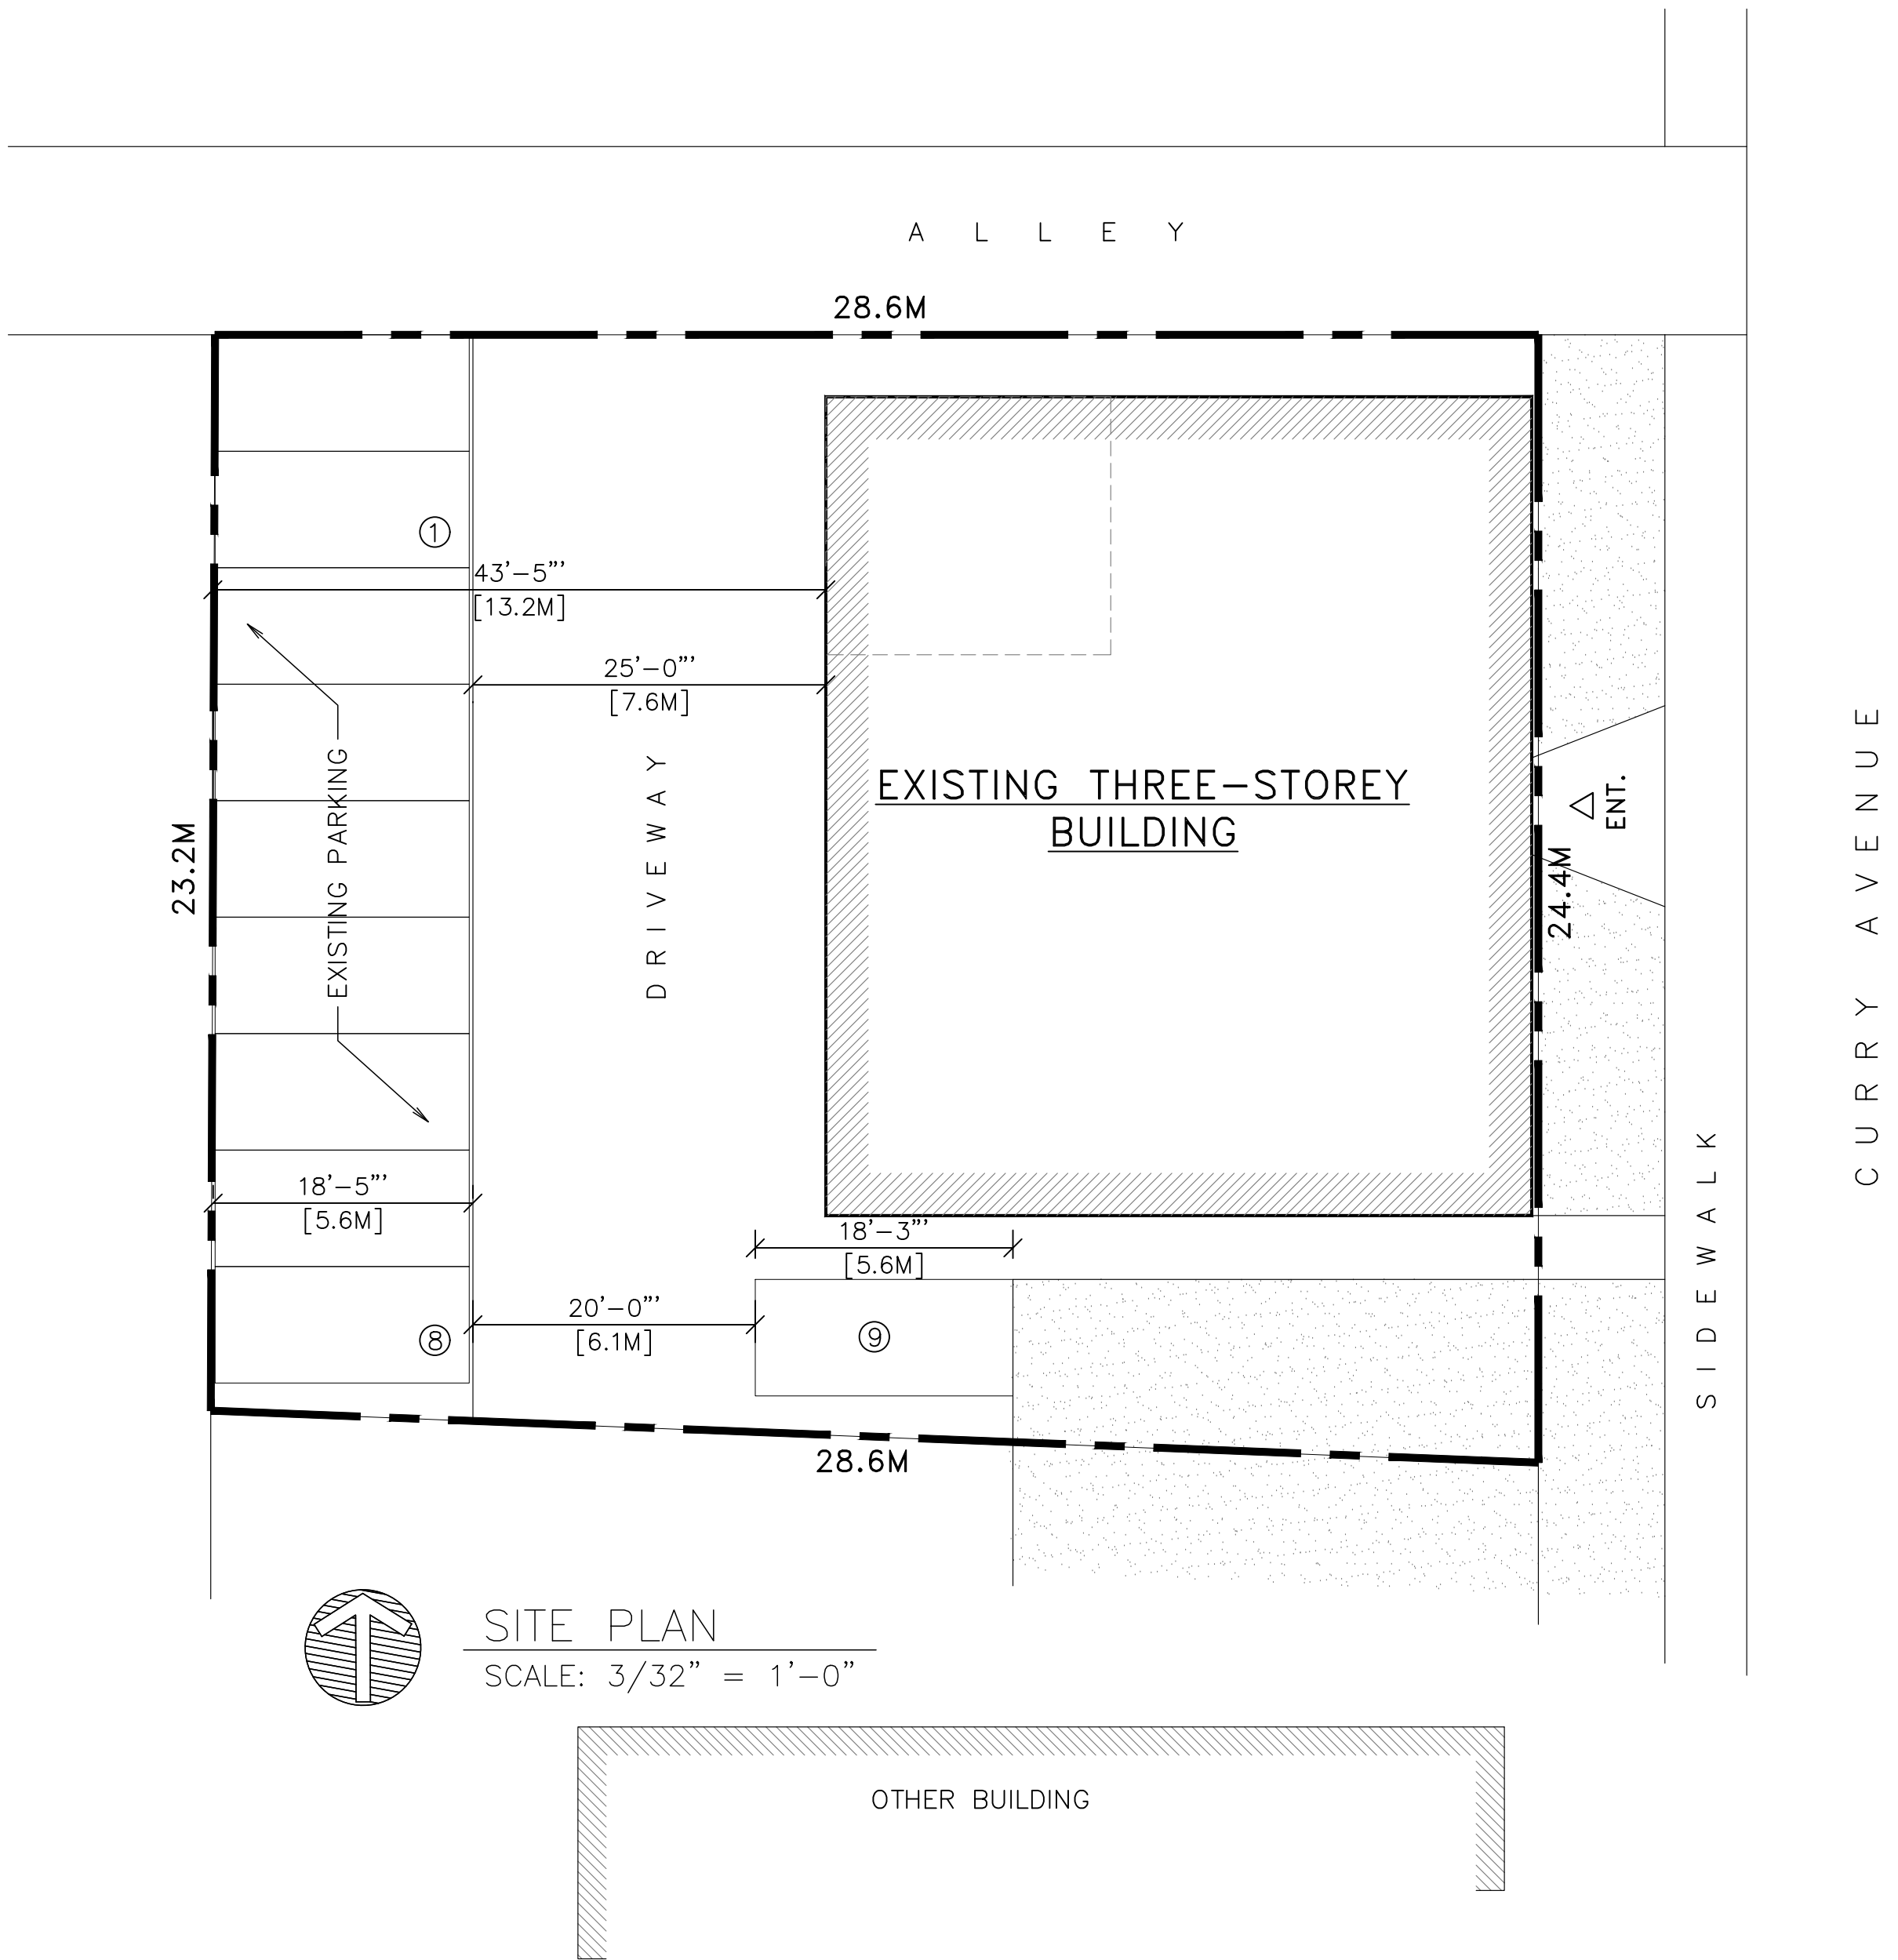 A L L E Y
28.6M
①
43'-5"'
[13.2M]
25'-0"'
[7.6M]
EXISTING THREE-STOREY
BUILDING
ENT.
24.4M
23.2M
EXISTING PARKING
D R I V E W A Y
C U R R Y A V E N U E
S I D E W A L K
18'-5"'
[5.6M]
18'-3"'
[5.6M]
20'-0"'
[6.1M]
⑧
⑨
28.6M
SITE PLAN
SCALE: 3/32" = 1'-0"
OTHER BUILDING